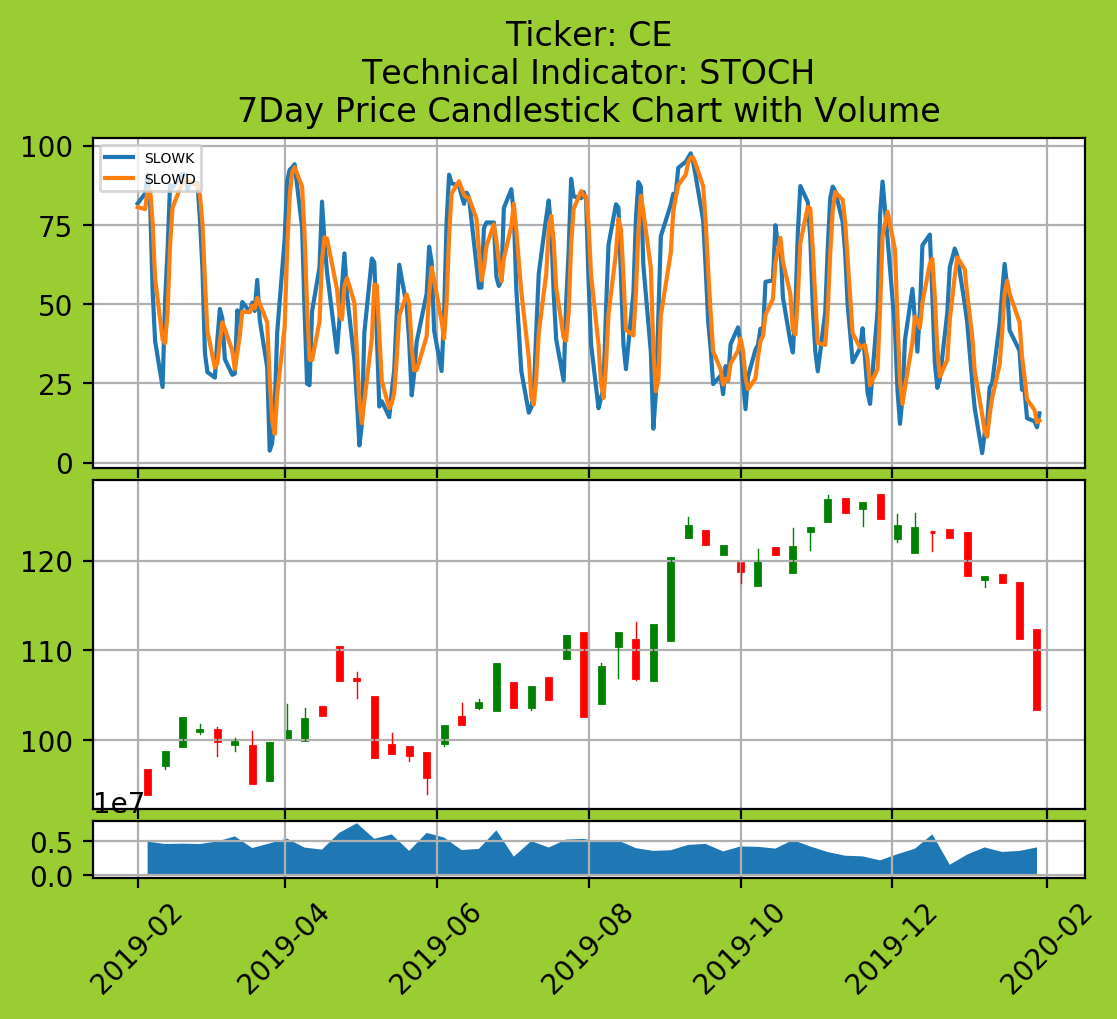 Ticker: CE
Technical Indicator: STOCH
7Day Price Candlestick Chart with Volume
100
75
50
25
0
SLOWK
SLOWD
120
110
100
1e7
0.5
0.0
2019-02
2019-04
2019-06
2019-08
2019-10
2019-12
2020-02